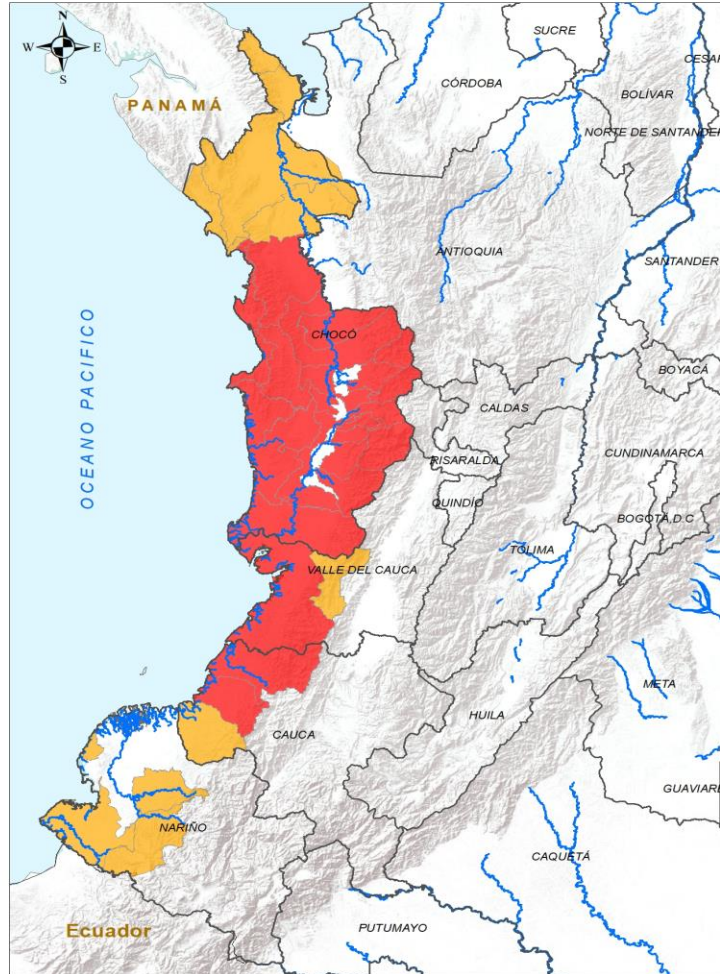 N
W
E
S
SUCRE
CESAR
CÓRDOBA
BOLÍVAR
PANAMÁ
NORTE DE SANTANDER
ANTIOQUIA
SANTANDER
OCEANO PACIFICO
CHOCÓ
BOYACÁ
CALDAS
CUNDINAMARCA
RISARALDA
QUINDÍO
BOGOTÁ, D.C
TOLIMA
VALLE DEL CAUCA
META
HUILA
CAUCA
GUAVIARE
NARIÑO
CAQUETÁ
Ecuador
PUTUMAYO